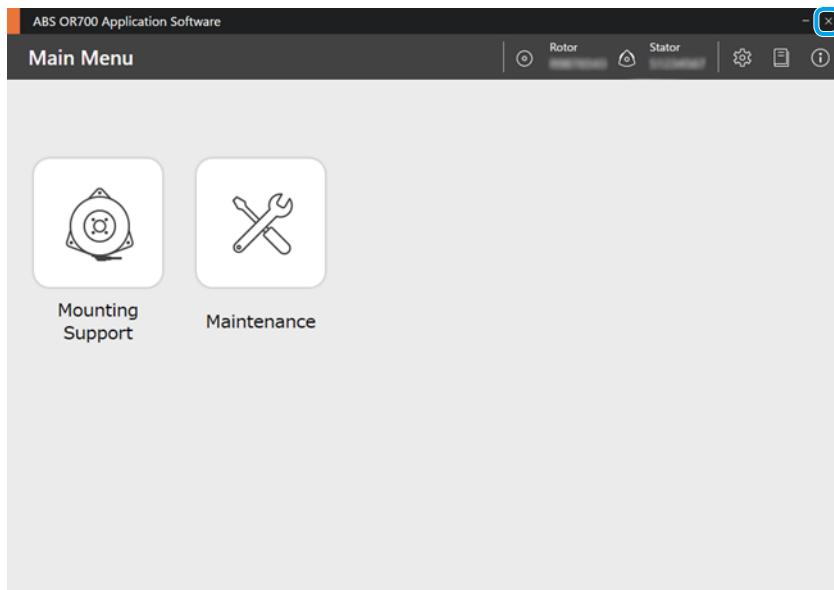 ABS OR700 Application Software
Main Menu
Rotor
Stator
Mounting
Support
Maintenance